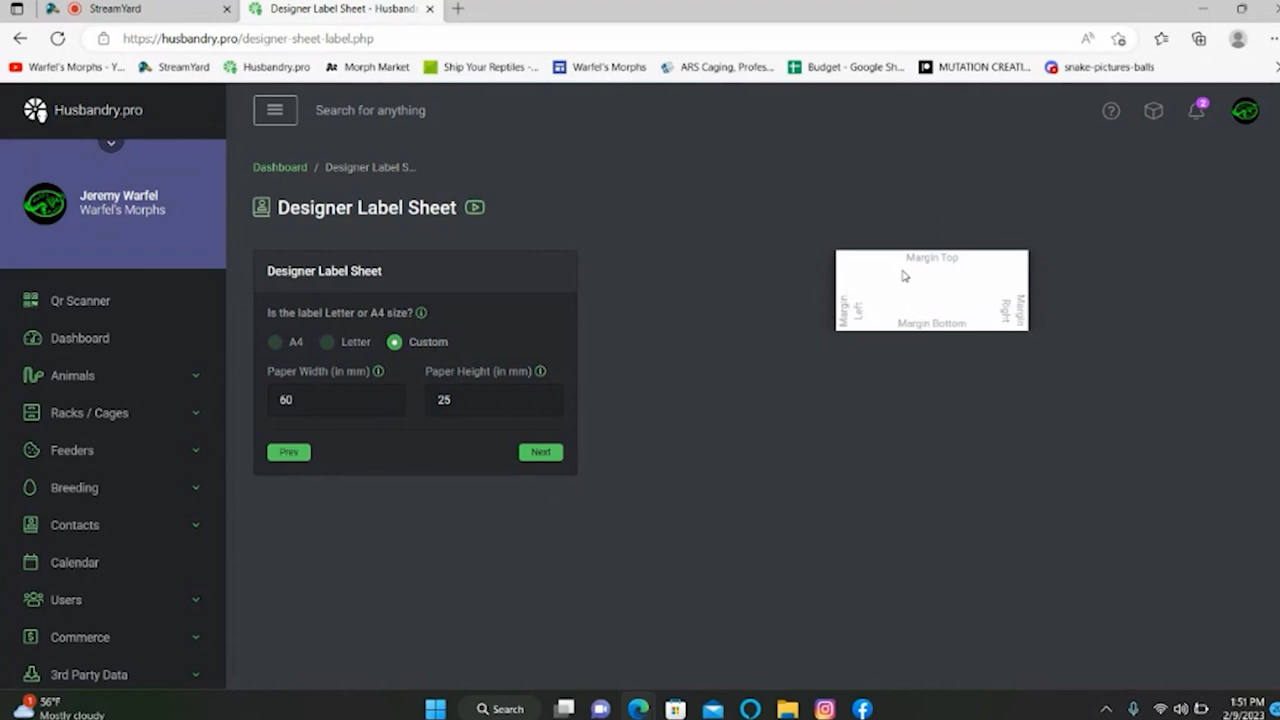 StreamYard
Designer Label Sheet - Husband
https://husbandry.pro/designer-sheet-label.php
Warfel's Morphs - Y...
StreamYard
Husbandry.pro
Morph Market
Ship Your Reptiles -...
Warfel's Morphs
ARS Caging, Profes...
Budget - Google Sh...
MUTATION CREATI...
snake-pictures-balls
Husbandry.pro
Search for anything
2
Dashboard / Designer Label S...
Jeremy Warfel
Warfel's Morphs
Designer Label Sheet
Designer Label Sheet
Is the label Letter or A4 size?
A4 Letter Custom
Paper Width (in mm) Paper Height (in mm)
60 25
Prev Next
Margin Top
Margin Left
Margin Right
Margin Bottom
Qr Scanner
Dashboard
Animals
Racks / Cages
Feeders
Breeding
Contacts
Calendar
Users
Commerce
3rd Party Data
1
56°F
Mostly cloudy
Search
1:51 PM
2/9/2023